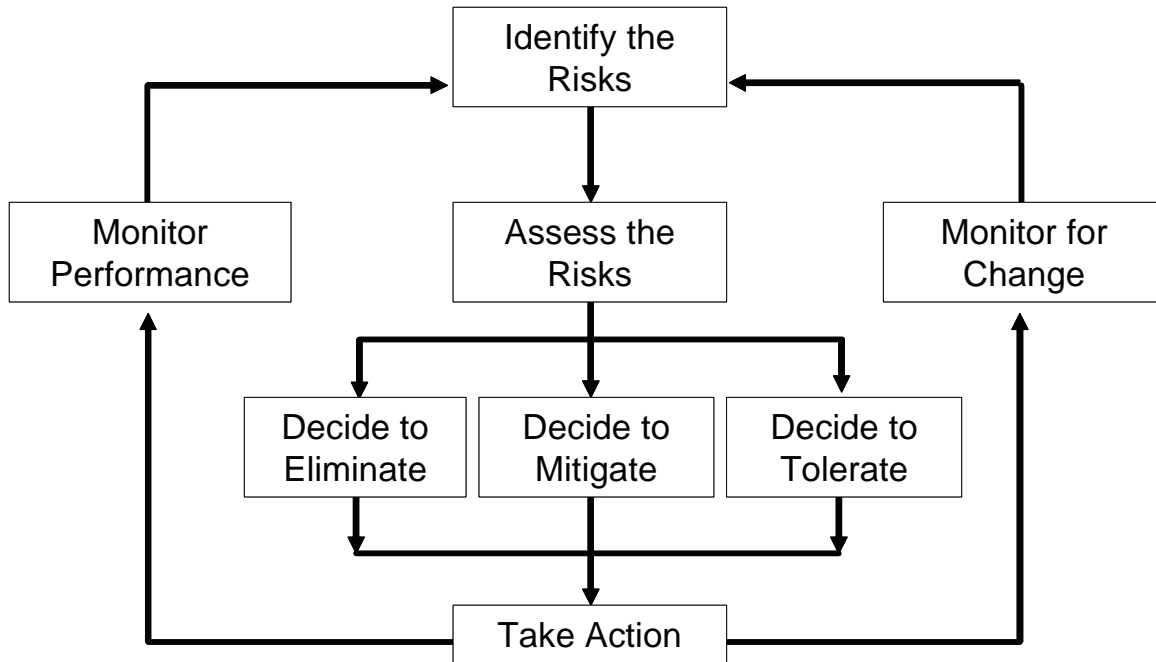 Identify the
Risks
Monitor
Performance
Assess the
Risks
Monitor for
Change
Decide to
Eliminate
Decide to
Mitigate
Decide to
Tolerate
Take Action